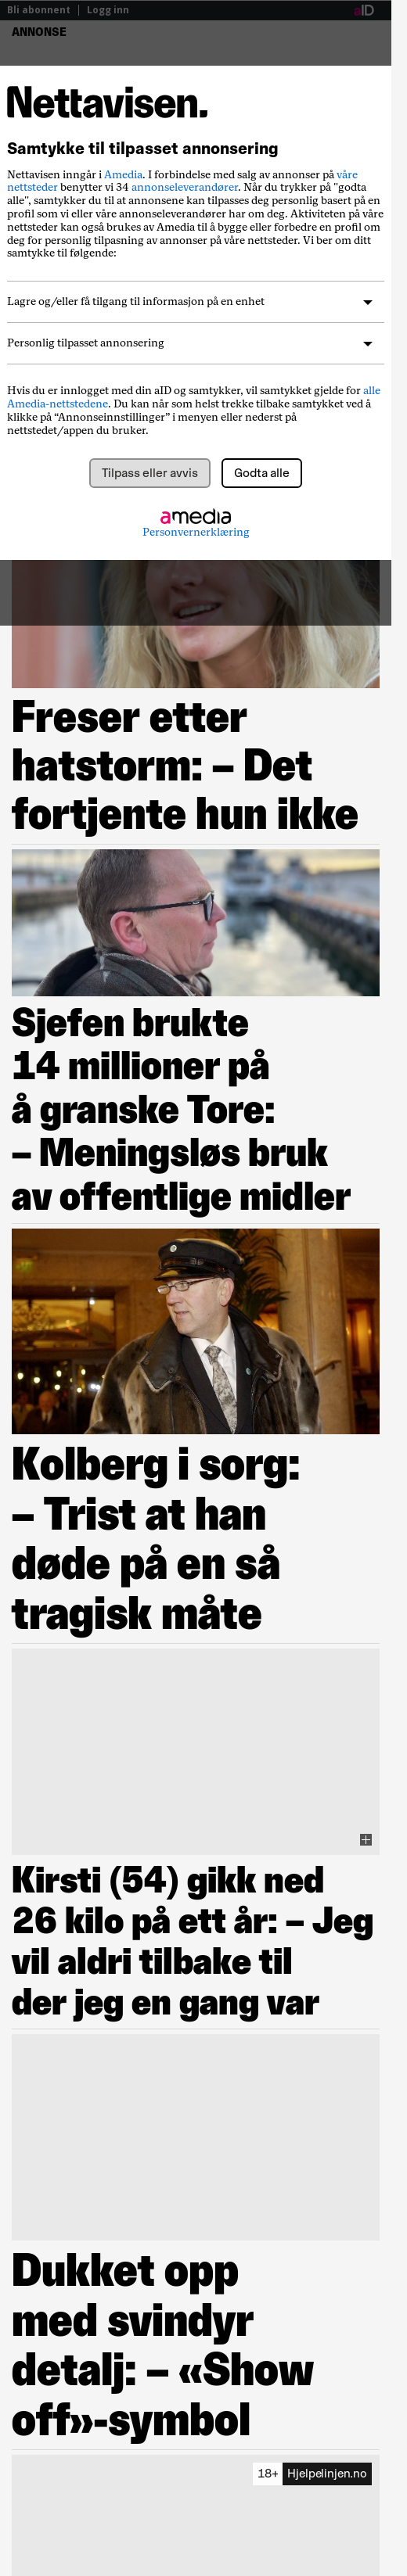 Bli abonnent | Logg inn aID
ANNONSE
Nettavisen.
Samtykke til tilpasset annonsering
Nettavisen inngår i Amedia. I forbindelse med salg av annonser på våre
nettsteder benytter vi 34 annonseleverandører. Når du trykker på "godta
alle", samtykker du til at annonsene kan tilpasses deg personlig basert på en
profil som vi eller våre annonseleverandører har om deg. Aktiviteten på våre
nettsteder kan også brukes av Amedia til å bygge eller forbedre en profil om
deg for personlig tilpasning av annonser på våre nettsteder. Vi ber om ditt
samtykke til følgende:
Lagre og/eller få tilgang til informasjon på en enhet
Personlig tilpasset annonsering
Hvis du er innlogget med din aID og samtykker, vil samtykket gjelde for alle
Amedia-nettstedene. Du kan når som helst trekke tilbake samtykket ved å
klikke på “Samtykkeinnstillinger” i menyen eller nederst på
nettstedet/appen du bruker.
Tilpass eller avvis Godta alle
amedia
Personvernerklæring
Freser etter
hatstorm: – Det
fortjente hun ikke
Sjefen brukte
14 millioner på
å granske Tore:
– Meningsløs bruk
av offentlige midler
Kolberg i sorg:
– Trist at han
døde på en så
tragisk måte
Kirsti (54) gikk ned
26 kilo på ett år: – Jeg
vil aldri tilbake til
der jeg en gang var
Dukket opp
med svindyr
detalj: – «Show
off»-symbol
18+ Hjelpelinjen.no